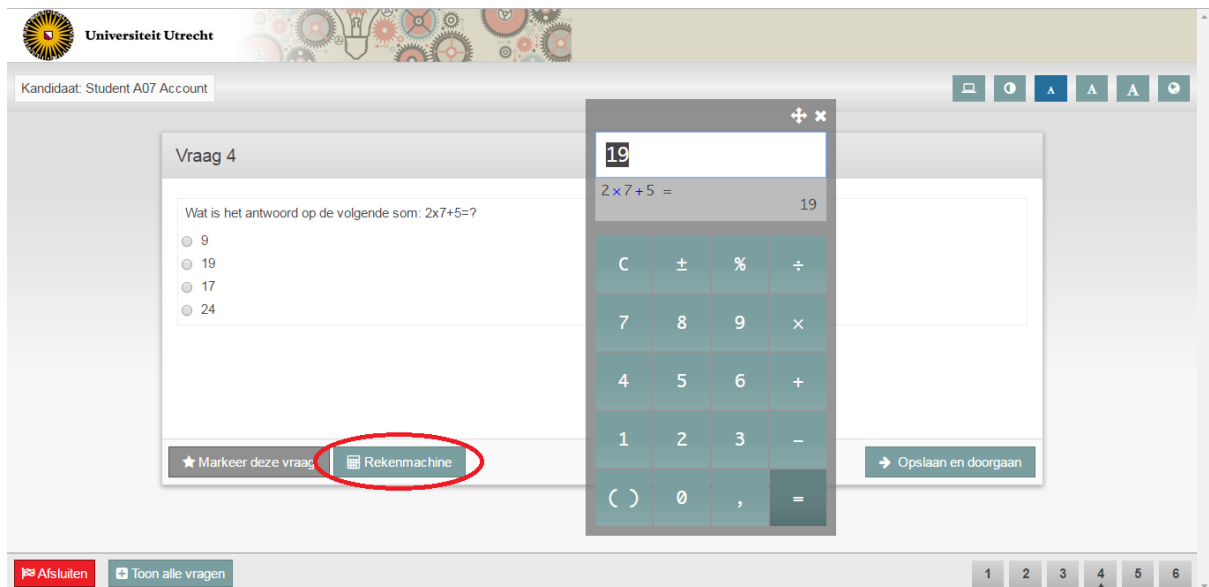 Universiteit Utrecht
Kandidaat: Student A07 Account
A A A
Vraag 4
Wat is het antwoord op de volgende som: 2x7+5=?
9
19
17
24
19
2×7+5 =
19
C ± % ÷
7 8 9 ×
4 5 6 +
1 2 3 −
( ) 0 , =
Markeer deze vraag
Rekenmachine
Opslaan en doorgaan
Afsluiten
Toon alle vragen
1 2 3 4 5 6